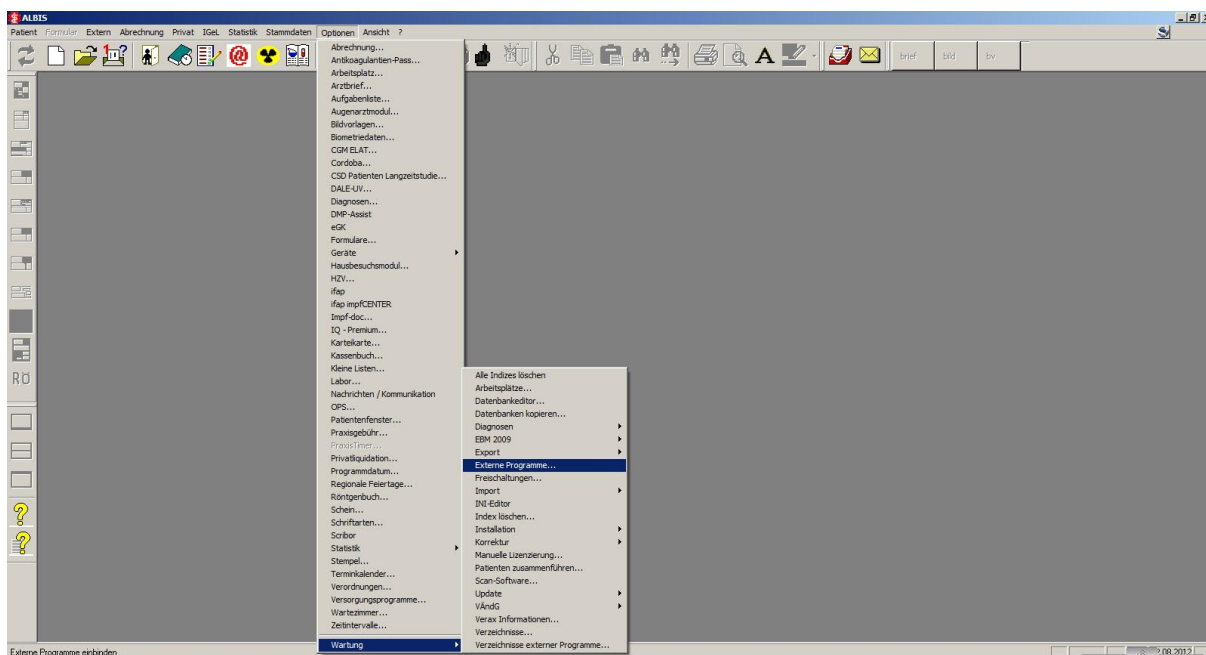 ALBIS
Patient Formular Extern Abrechnung Privat IGeL Statistik Stammdaten Optionen Ansicht ?
brief bild bv
RÖ
Abrechnung...
Antikoagulantien-Pass...
Arbeitsplatz...
Arztbrief...
Aufgabenliste...
Augenarztmodul...
Bildvorlagen...
Biometriedaten...
CGM ELAT...
Cordoba...
CSD Patienten Langzeitstudie...
DALE-UV...
Diagnosen...
DMP-Assist
eGK
Formulare...
Geräte
Hausbesuchsmodul...
HZV...
ifap
ifap impfCENTER
Impf-doc...
IQ - Premium...
Karteikarte...
Kassenbuch...
Kleine Listen...
Labor...
Nachrichten / Kommunikation
OPS...
Patientenfenster...
Praxisgebühr...
PraxisTimer...
Privatliquidation...
Programmdatum...
Regionale Feiertage...
Röntgenbuch...
Schein...
Schriftarten...
Scribor
Statistik
Stempel...
Terminkalender...
Verordnungen...
Versorgungsprogramme...
Wartezimmer...
Zeitintervalle...
Wartung
Alle Indizes löschen
Arbeitsplätze...
Datenbankeditor...
Datenbanken kopieren...
Diagnosen
EBM 2009
Export
Externe Programme...
Freischaltungen...
Import
INI-Editor
Index löschen...
Installation
Korrektur
Manuelle Lizenzierung...
Patienten zusammenführen...
Scan-Software...
Update
VÄndG
Verax Informationen...
Verzeichnisse...
Verzeichnisse externer Programme...
Externe Programme einbinden
2.08.2012